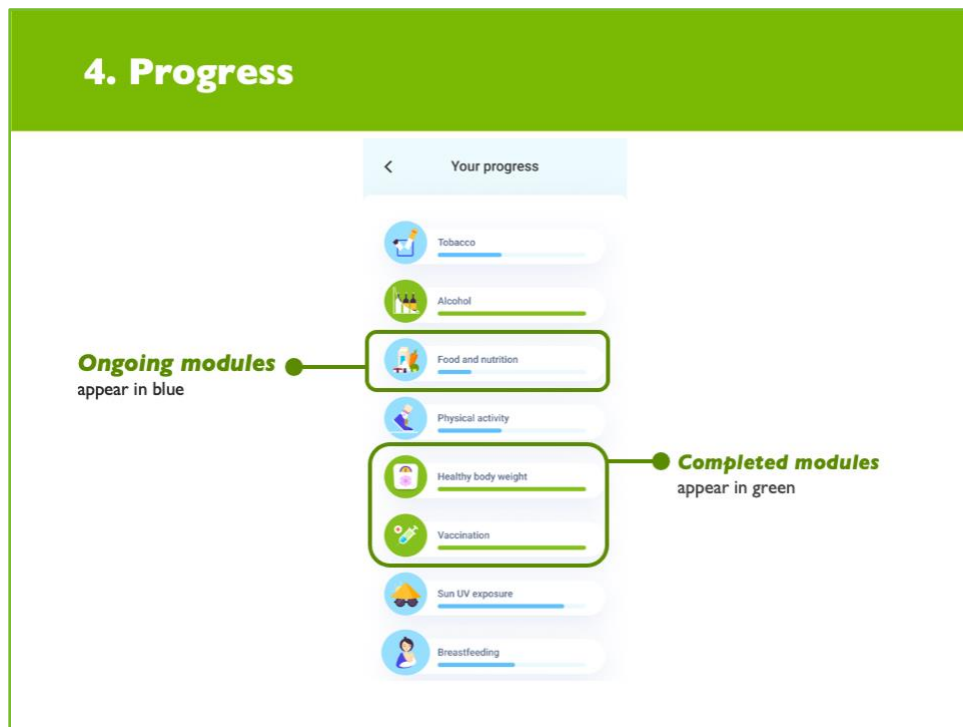 4. Progress
Your progress
Tobacco
Alcohol
Food and nutrition
Ongoing modules
appear in blue
Physical activity
Healthy body weight
Completed modules
appear in green
Vaccination
Sun UV exposure
Breastfeeding